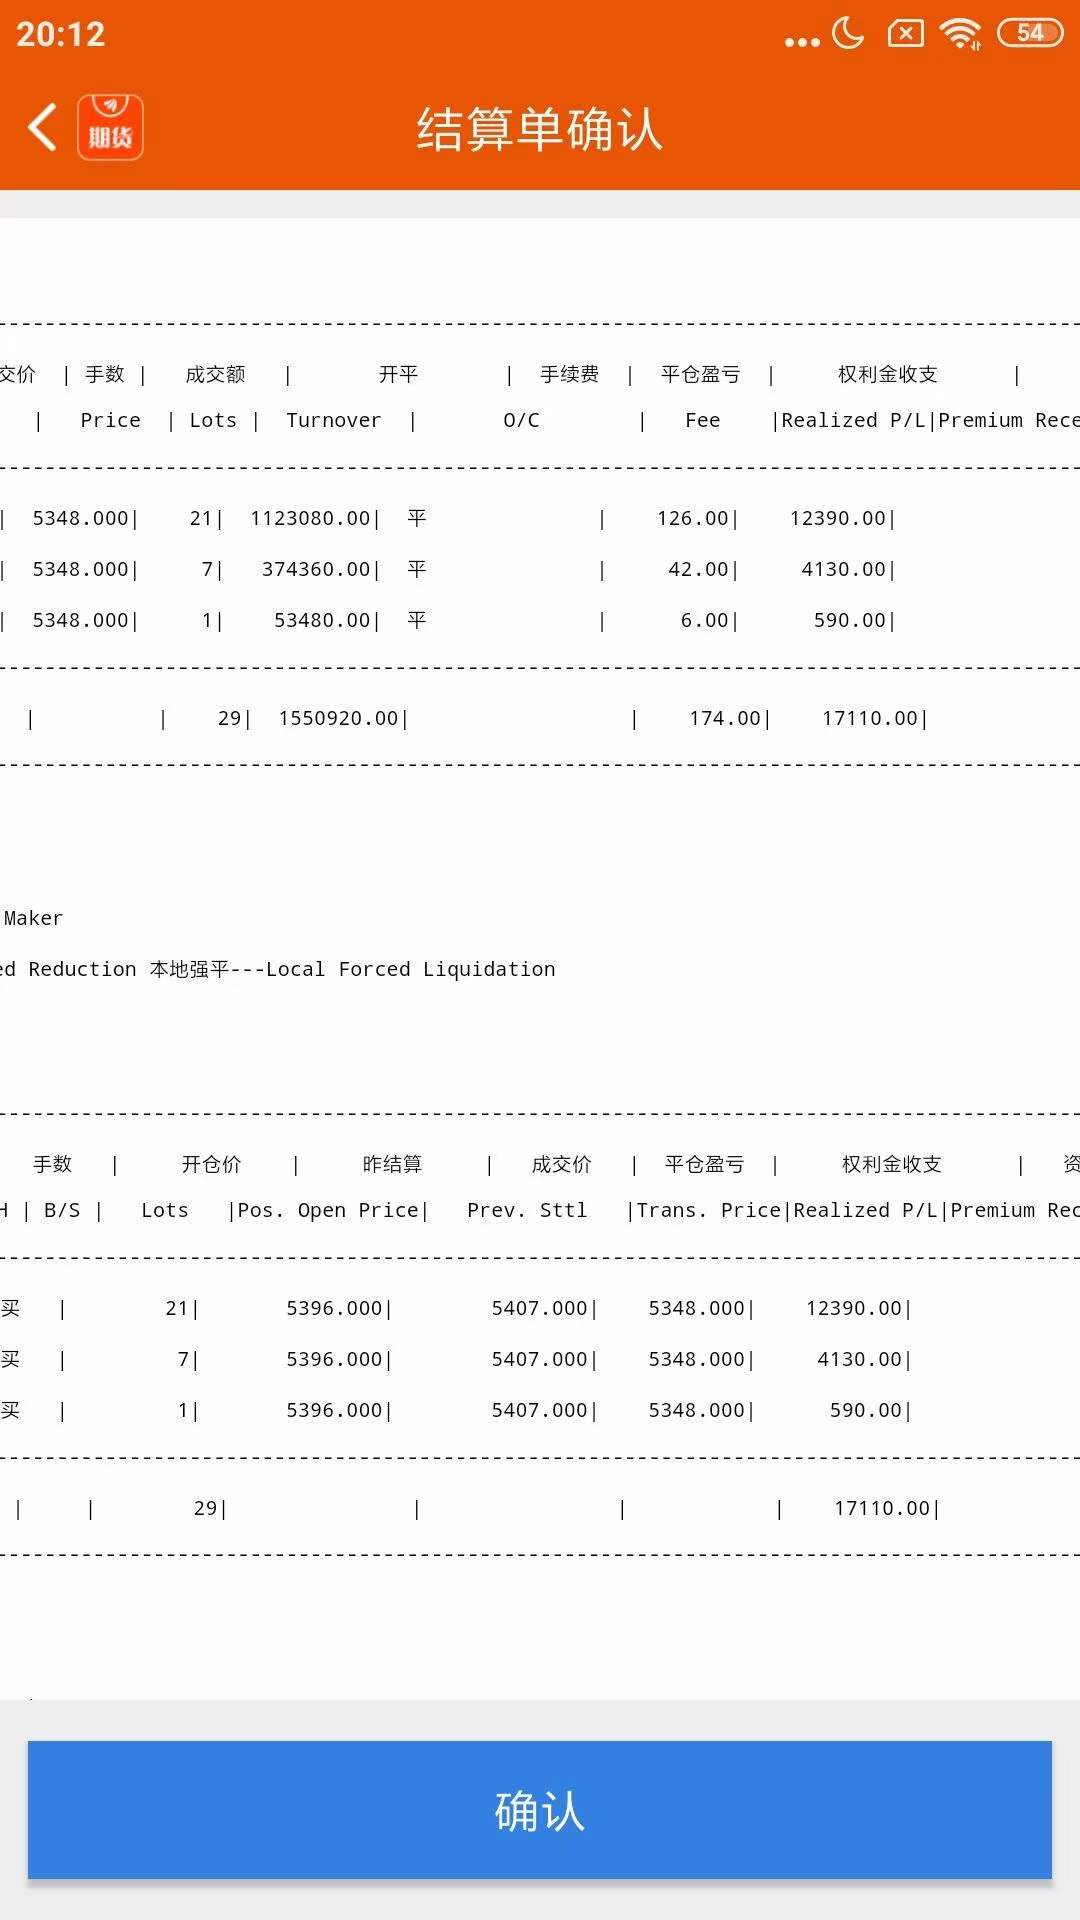 20:12
54
期货
结算单确认
交价 | 手数 | 成交额 | 开平 | 手续费 | 平仓盈亏 | 权利金收支 |
| Price | Lots | Turnover | O/C | Fee |Realized P/L|Premium Rece
| 5348.000| 21| 1123080.00| 平 | 126.00| 12390.00|
| 5348.000| 7| 374360.00| 平 | 42.00| 4130.00|
| 5348.000| 1| 53480.00| 平 | 6.00| 590.00|
| | 29| 1550920.00| | 174.00| 17110.00|
Maker
ed Reduction 本地强平---Local Forced Liquidation
手数 | 开仓价 | 昨结算 | 成交价 | 平仓盈亏 | 权利金收支 | 资
H | B/S | Lots |Pos. Open Price| Prev. Sttl |Trans. Price|Realized P/L|Premium Rec
买 | 21| 5396.000| 5407.000| 5348.000| 12390.00|
买 | 7| 5396.000| 5407.000| 5348.000| 4130.00|
买 | 1| 5396.000| 5407.000| 5348.000| 590.00|
| | 29| | | | 17110.00|
确认